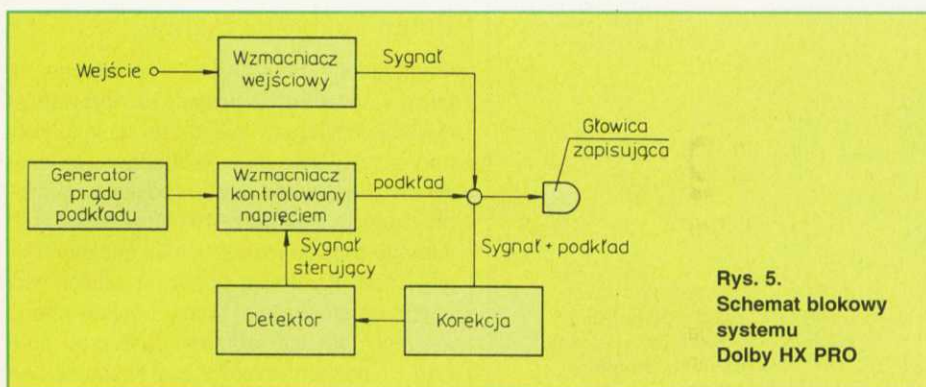 Wejście
Wzmacniacz
wejściowy
Sygnał
Głowica
zapisująca
Generator
prądu
podkładu
Wzmacniacz
kontrolowany
napięciem
podkład
Sygnał
sterujący
Sygnał + podkład
Detektor
Korekcja
Rys. 5.
Schemat blokowy
systemu
Dolby HX PRO